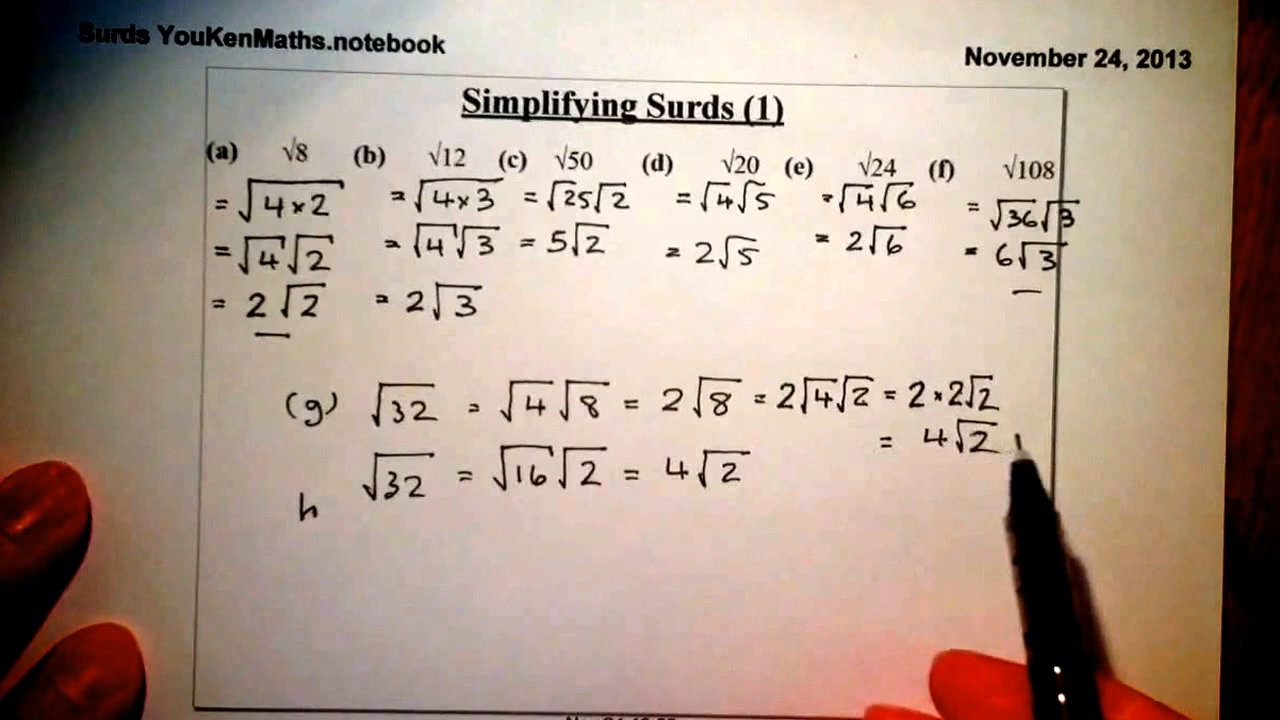 Surds YouKenMaths.notebook
November 24, 2013
Simplifying Surds (1)
(a) √8 (b) √12 (c) √50 (d) √20 (e) √24 (f) √108
= √4×2 = √4×3 = √25√2 = √4√5 = √4√6 = √36√3
= √4√2 = √4√3 = 5√2 = 2√5 = 2√6 = 6√3
= 2√2 = 2√3
(g) √32 = √4√8 = 2√8 = 2√4√2 = 2×2√2
= 4√2
√32 = √16√2 = 4√2
h